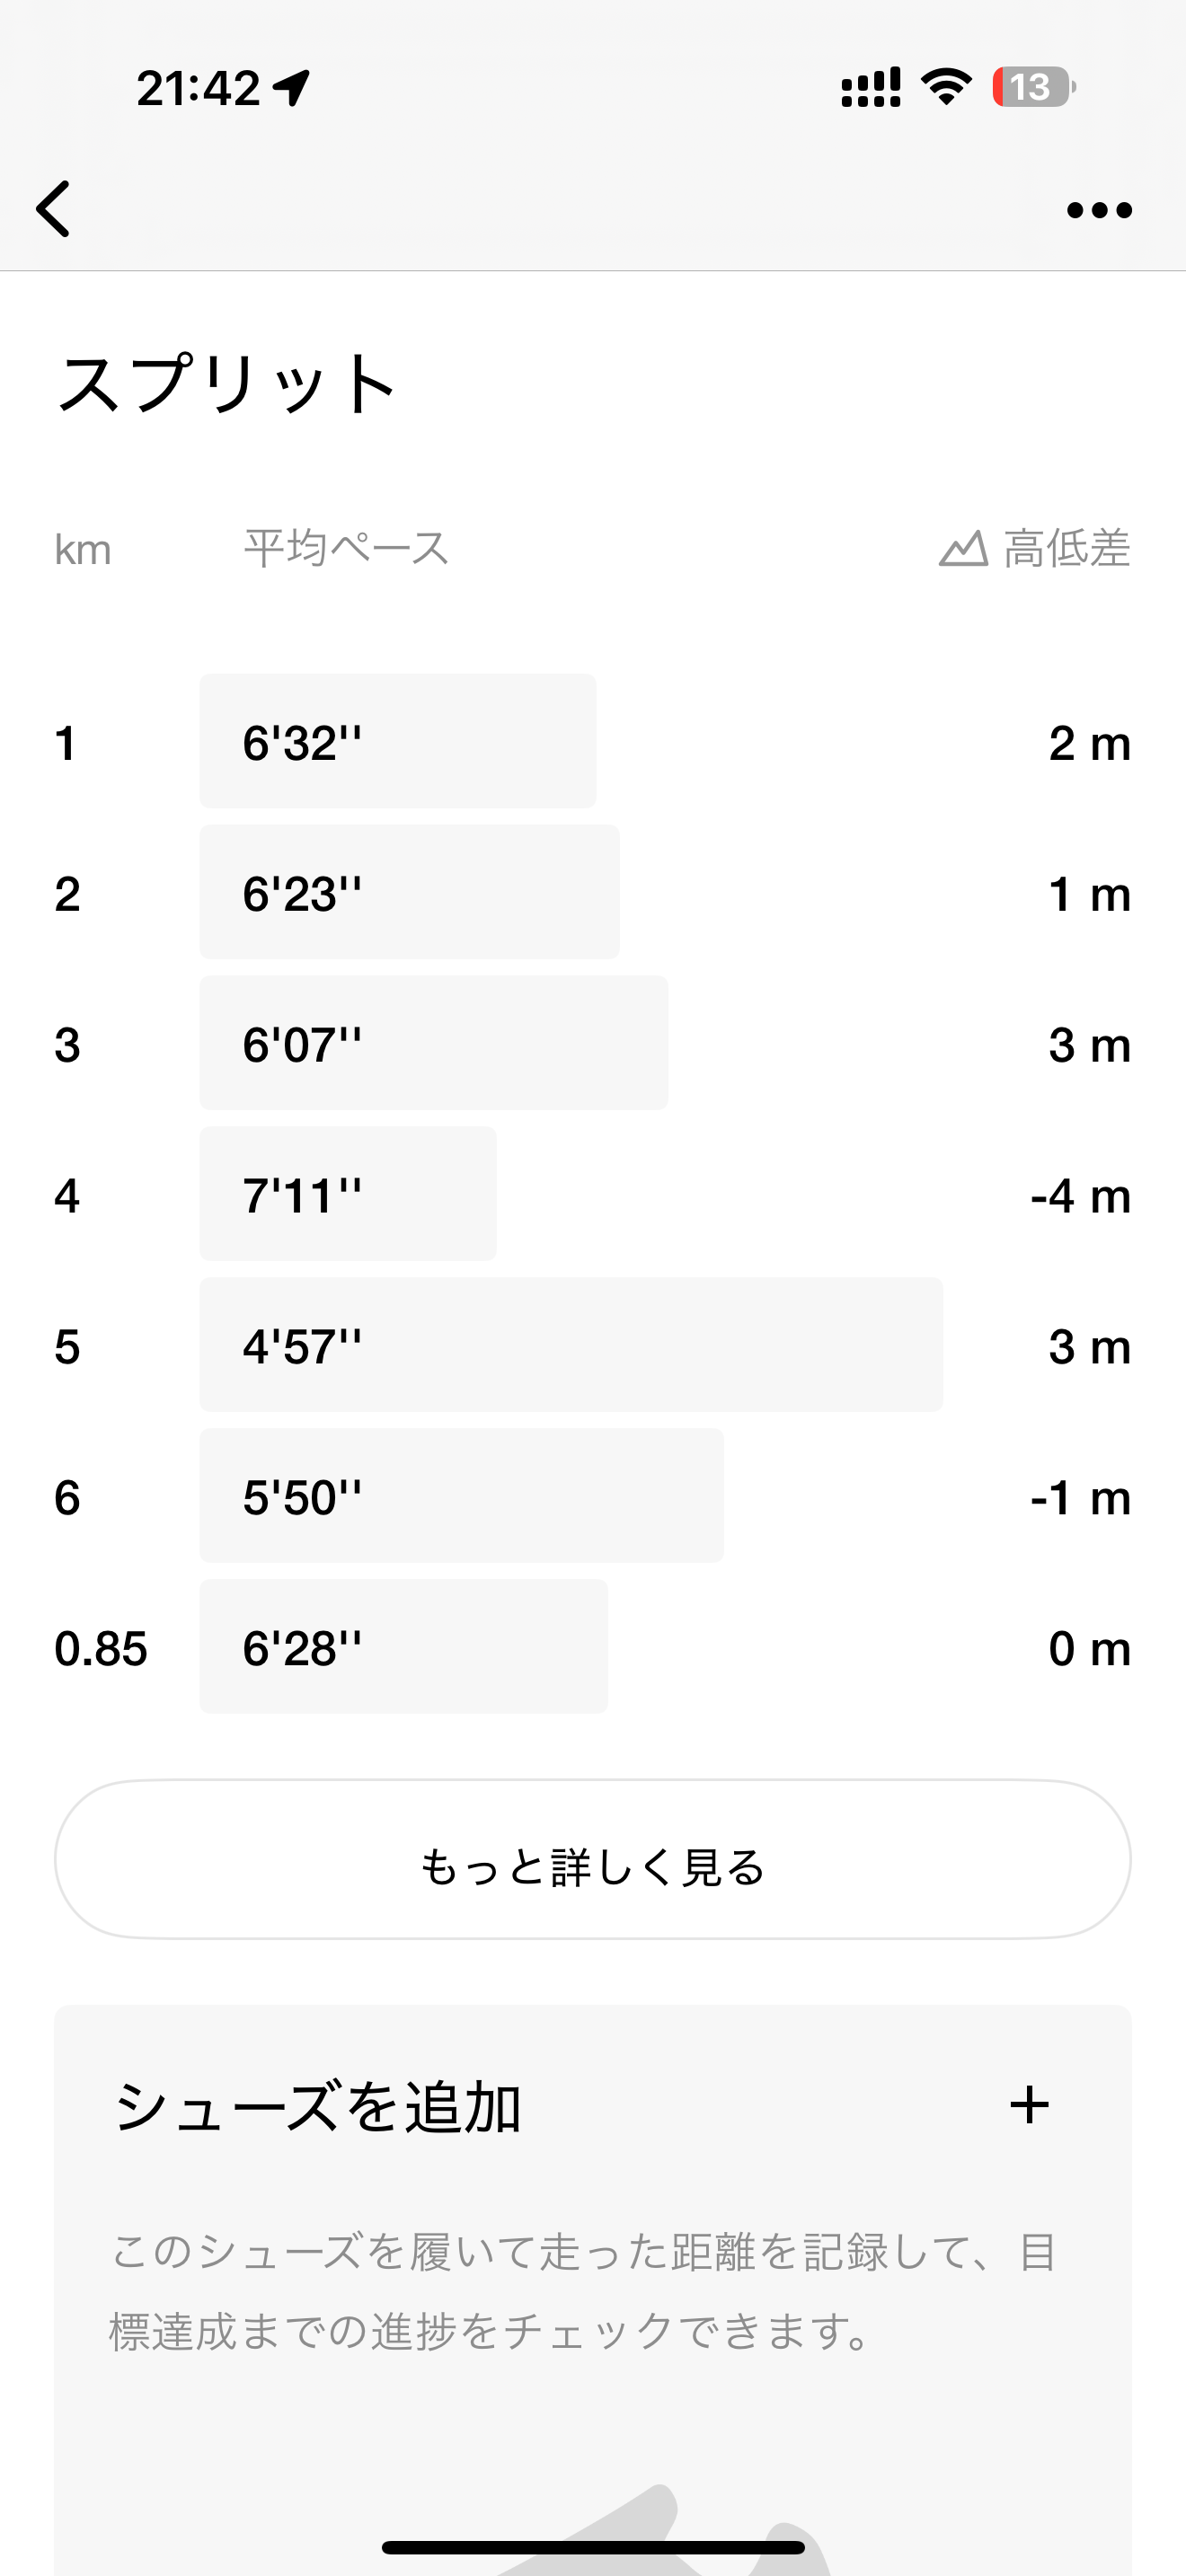 21:42
13
スプリット
km 平均ペース 高低差
1 6'32'' 2 m
2 6'23'' 1 m
3 6'07'' 3 m
4 7'11'' -4 m
5 4'57'' 3 m
6 5'50'' -1 m
0.85 6'28'' 0 m
もっと詳しく見る
シューズを追加 +
このシューズを履いて走った距離を記録して、目
標達成までの進捗をチェックできます。